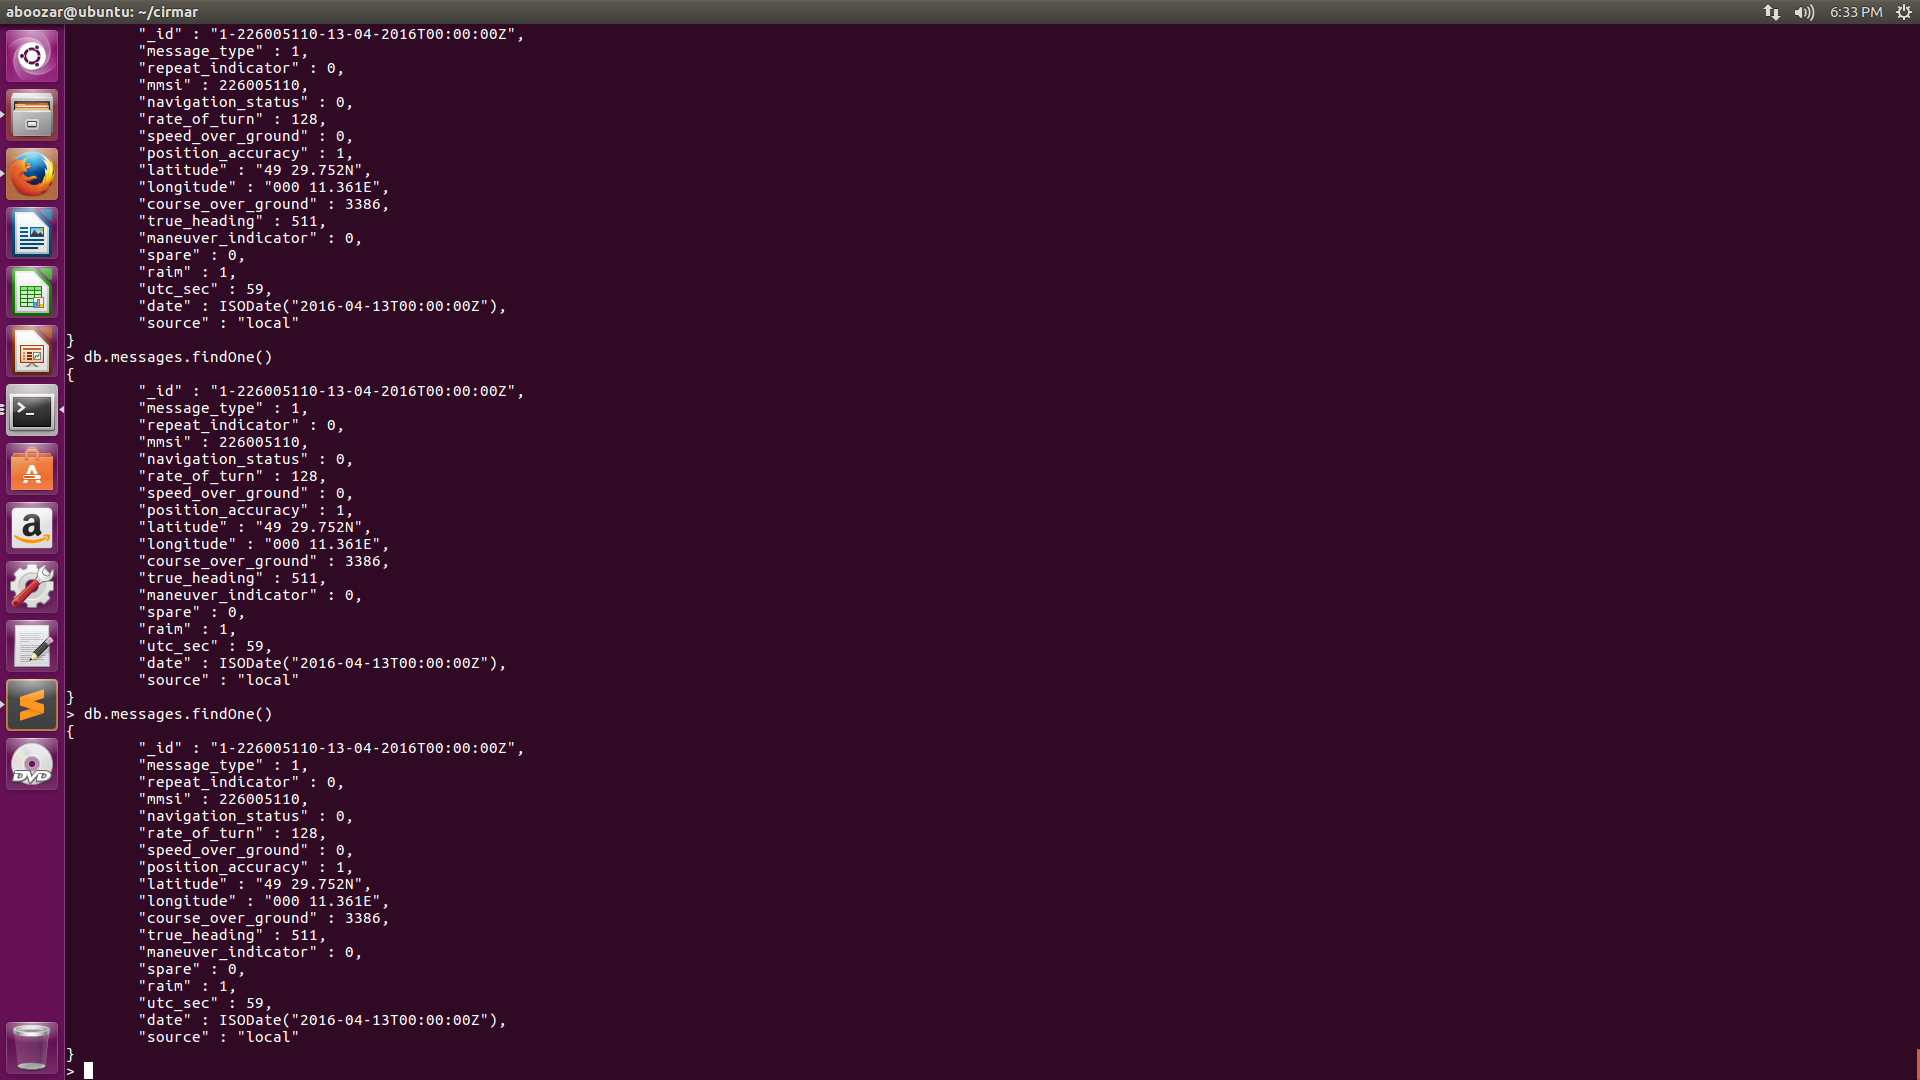 aboozar@ubuntu: ~/cirmar
6:33 PM
"_id" : "1-226005110-13-04-2016T00:00:00Z",
"message_type" : 1,
"repeat_indicator" : 0,
"mmsi" : 226005110,
"navigation_status" : 0,
"rate_of_turn" : 128,
"speed_over_ground" : 0,
"position_accuracy" : 1,
"latitude" : "49 29.752N",
"longitude" : "000 11.361E",
"course_over_ground" : 3386,
"true_heading" : 511,
"maneuver_indicator" : 0,
"spare" : 0,
"raim" : 1,
"utc_sec" : 59,
"date" : ISODate("2016-04-13T00:00:00Z"),
"source" : "local"
}
> db.messages.findOne()
{
"_id" : "1-226005110-13-04-2016T00:00:00Z",
"message_type" : 1,
"repeat_indicator" : 0,
"mmsi" : 226005110,
"navigation_status" : 0,
"rate_of_turn" : 128,
"speed_over_ground" : 0,
"position_accuracy" : 1,
"latitude" : "49 29.752N",
"longitude" : "000 11.361E",
"course_over_ground" : 3386,
"true_heading" : 511,
"maneuver_indicator" : 0,
"spare" : 0,
"raim" : 1,
"utc_sec" : 59,
"date" : ISODate("2016-04-13T00:00:00Z"),
"source" : "local"
}
> db.messages.findOne()
{
"_id" : "1-226005110-13-04-2016T00:00:00Z",
"message_type" : 1,
"repeat_indicator" : 0,
"mmsi" : 226005110,
"navigation_status" : 0,
"rate_of_turn" : 128,
"speed_over_ground" : 0,
"position_accuracy" : 1,
"latitude" : "49 29.752N",
"longitude" : "000 11.361E",
"course_over_ground" : 3386,
"true_heading" : 511,
"maneuver_indicator" : 0,
"spare" : 0,
"raim" : 1,
"utc_sec" : 59,
"date" : ISODate("2016-04-13T00:00:00Z"),
"source" : "local"
}
>
>_
A
a
DVD